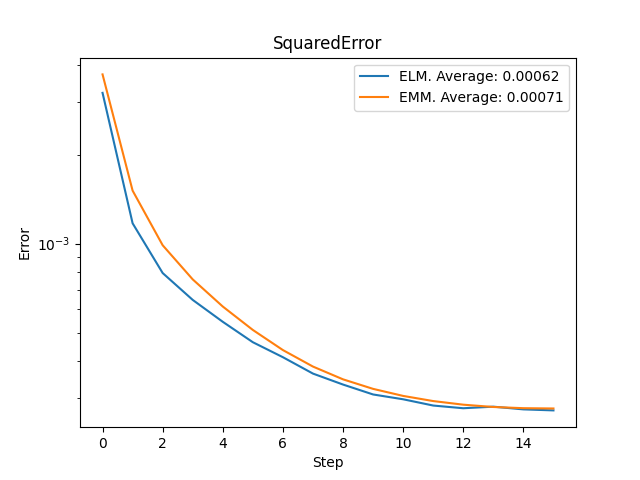 SquaredError
ELM. Average: 0.00062
EMM. Average: 0.00071
Error
10⁻³
0 2 4 6 8 10 12 14
Step